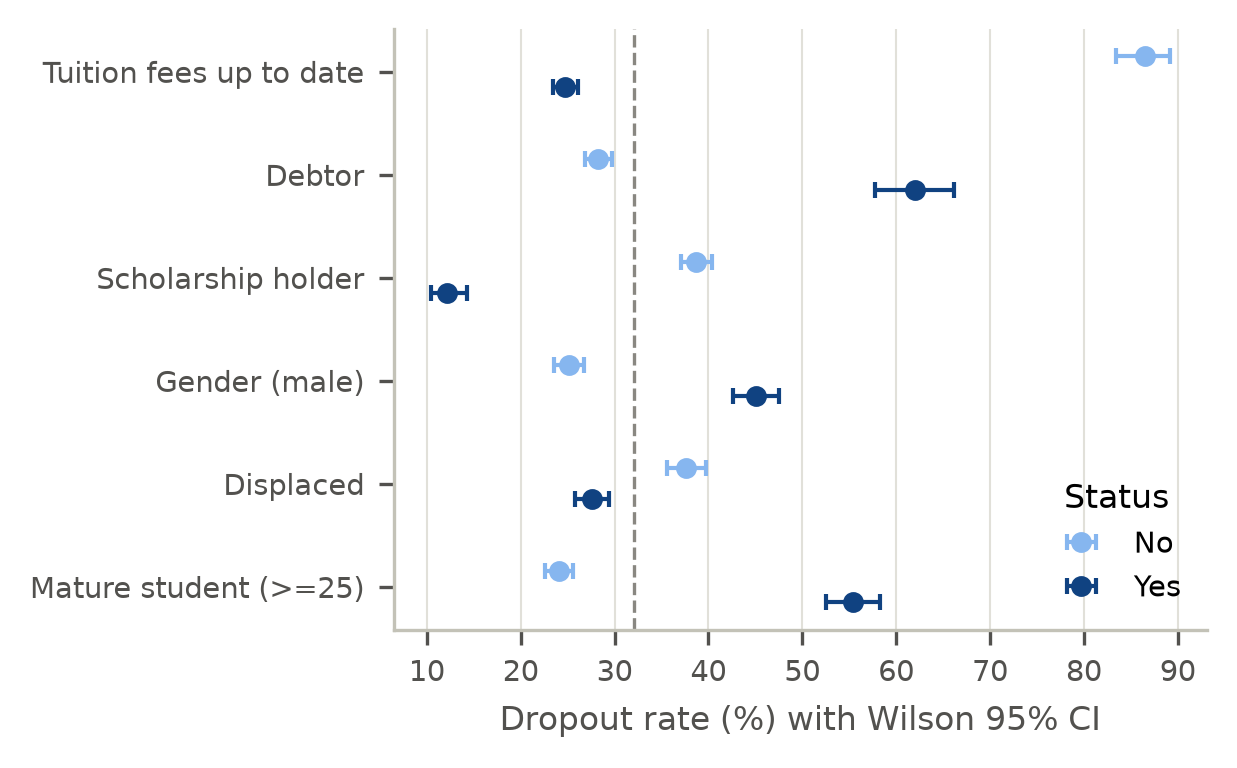 Tuition fees up to date
Debtor
Scholarship holder
Gender (male)
Displaced
Mature student (>=25)
Status
No
Yes
10 20 30 40 50 60 70 80 90
Dropout rate (%) with Wilson 95% CI